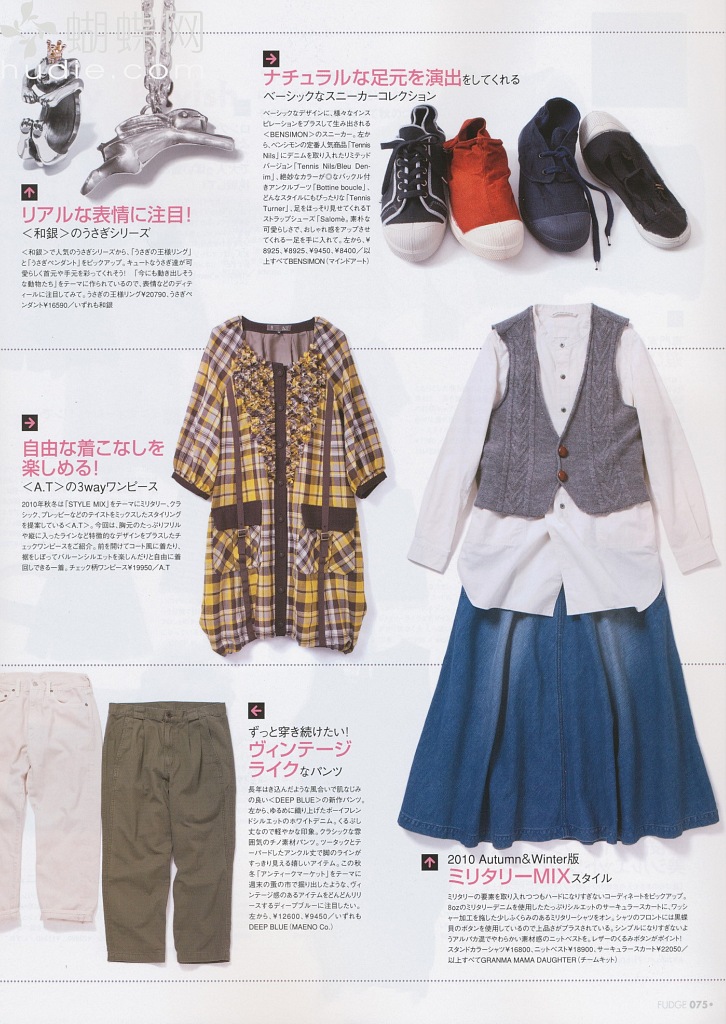 蝴蝶网
hudie.com
ナチュラルな足元を演出をしてくれる
ベーシックなスニーカーコレクション
ベーシックなデザインに、様々なインス
ピレーションをプラスして生み出される
<BENSIMON>のスニーカー。左か
ら、ベンシモンの定番人気商品「Tennis
Nils」にデニムを取り入れたリミテッド
バージョン「Tennis Nils/Bleu Den-
im」、絶妙なカラーが◎なバックル付
きアンクルブーツ「Bottine boucle」、ど
んなスタイルにもぴったりな「Tennis
Turner」、足をほっそり見せてくれるT
ストラップシューズ「Salomè」。素朴
な可愛らしさで、おしゃれ感をアップさせ
てくれる一足を手に入れて。左から、¥
8925、¥8925、¥9450、¥8400/以
上すべてBENSIMON(マインドアート)
リアルな表情に注目!
<和銀>のうさぎシリーズ
<和銀>で人気のうさぎシリーズから、「うさぎの王様リング」
と「うさぎペンダント」をピックアップ。キュートなうさぎ達が可
愛らしく首元や手元を彩ってくれそう! 「今にも動き出しそう
な動物たち」をテーマに作られているので、表情などのディテ
ィールに注目してみて。うさぎの王様リング¥20790、うさぎペ
ンダント¥16590/いずれも和銀
自由な着こなしを
楽しめる!
<A.T>の3wayワンピース
2010年秋冬は「STYLE MIX」をテーマにミリタリー、クラ
シック、プレッピーなどのテイストをミックスしたスタイリング
を提案している<A.T>。今回は、胸元のたっぷりフリル
や縦に入ったラインなど特徴的なデザインをプラスしたチ
ェックワンピースをご紹介。前を開けてコート風に着たり、
裾をしぼってバルーンシルエットを楽しんだりと自由に着
回しできる一着。チェック柄ワンピース¥19950/A.T
ずっと穿き続けたい!
ヴィンテージ
ライクなパンツ
長年はき込んだような風合いで肌なじみ
の良い<DEEP BLUE>の新作パンツ。
左から、ゆるめに織り上げたボーイフレン
ドシルエットのホワイトデニム。くるぶし
丈なので軽やかな印象。クラシックな雰
囲気のチノ素材パンツ。ツータックとテ
ーパードしたアンクル丈で脚のラインが
すっきり見える嬉しいアイテム。この秋
冬「アンティークマーケット」をテーマに
週末の蚤の市で掘り出したような、ヴィ
ンテージ感のあるアイテムをどんどんリリ
ースするディープブルーに注目したい。
左から、¥12600、¥9450/いずれも
DEEP BLUE(MAENO Co.)
2010 Autumn&Winter版
ミリタリーMIXスタイル
ミリタリーの要素を取り入れつつもハードになりすぎないコーディネートをピックアップ。
8ozのミリタリーデニムを使用したたっぷりシルエットのサーキュラースカートに、ワッシ
ャー加工を施した少しふくらみのあるミリタリーシャツをオン。シャツのフロントには黒蝶
貝のボタンを使用しているので上品さがプラスされている。シンプルになりすぎないよ
うアルパカ混でやわらかい素材感のニットベストを。レザーのくるみボタンがポイント!
スタンドカラーシャツ¥16800、ニットベスト¥18900、サーキュラースカート¥22050/
以上すべてGRANMA MAMA DAUGHTER(チームキット)
FUDGE 075